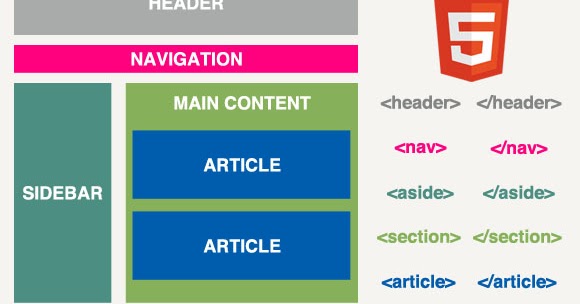 HEADER
NAVIGATION
MAIN CONTENT
ARTICLE
SIDEBAR
ARTICLE
5
<header> </header>
<nav> </nav>
<aside> </aside>
<section> </section>
<article> </article>